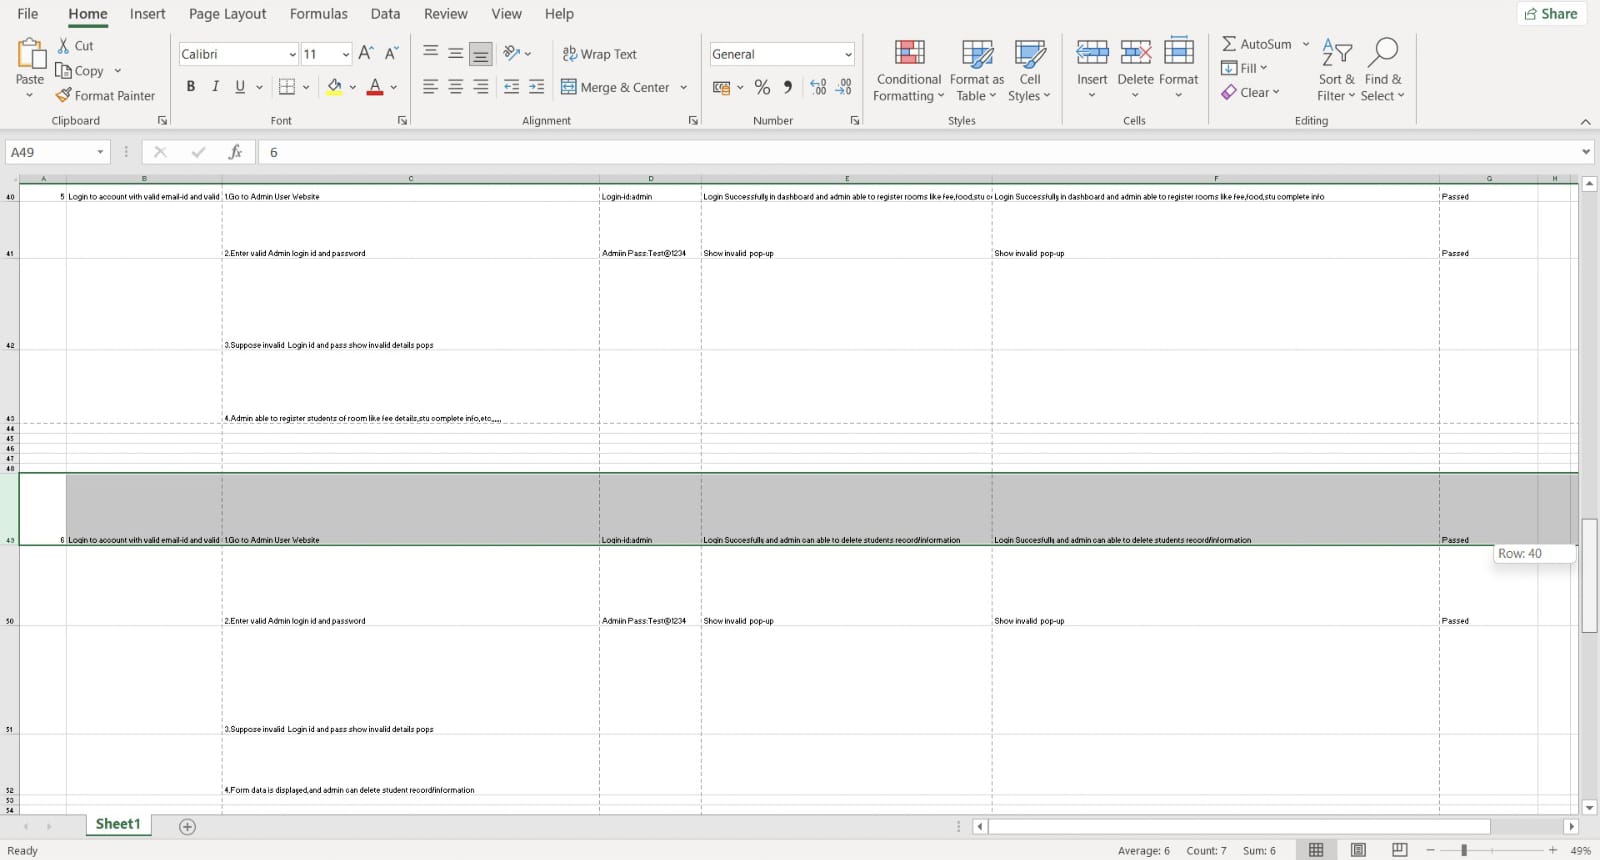 File Home Insert Page Layout Formulas Data Review View Help Share
Cut
Copy
Format Painter
Paste
Clipboard
Calibri 11
B I U
Font
Wrap Text
Merge & Center
Alignment
General
Number
Conditional Formatting
Format as Table
Cell Styles
Styles
Insert Delete Format
Cells
AutoSum
Fill
Clear
Sort & Filter
Find & Select
Editing
A49 fx 6
A B C D E F G H
40 5 Login to account with valid email-id and valid 1.Go to Admin User Website Login-id:admin Login Successfully in dashboard and admin able to register rooms like fee,food,stu c Login Successfully in dashboard and admin able to register rooms like fee,food,stu complete info Passed
41 2.Enter valid Admin login id and password Admiin Pass:Test@1234 Show invalid pop-up Show invalid pop-up Passed
42 3.Suppose invalid Login id and pass show invalid details pops
43 4.Admin able to register students of room like fee details,stu complete info,etc,,,,,
44
45
46
47
48
49 6 Login to account with valid email-id and valid 1.Go to Admin User Website Login-id:admin Login Succesfully and admin can able to delete students record/information Login Succesfully and admin can able to delete students record/information Passed
Row: 40
50 2.Enter valid Admin login id and password Admiin Pass:Test@1234 Show invalid pop-up Show invalid pop-up Passed
51 3.Suppose invalid Login id and pass show invalid details pops
52 4.Form data is displayed,and admin can delete student record/information
53
54
Sheet1
Ready Average: 6 Count: 7 Sum: 6 49%